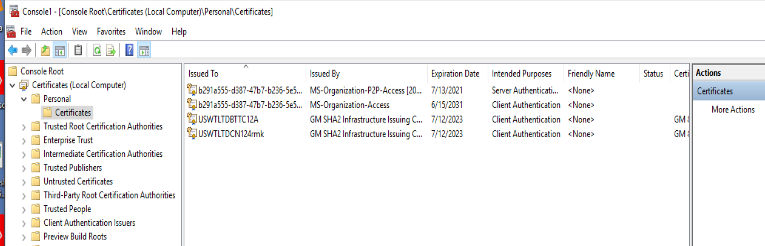 Console1 - [Console Root\Certificates (Local Computer)\Personal\Certificates]
File Action View Favorites Window Help
Console Root
Certificates (Local Computer)
Personal
Certificates
Trusted Root Certification Authorities
Enterprise Trust
Intermediate Certification Authorities
Trusted Publishers
Untrusted Certificates
Third-Party Root Certification Authorities
Trusted People
Client Authentication Issuers
Preview Build Roots
Issued To Issued By Expiration Date Intended Purposes Friendly Name Status Certi
b291a555-d387-47b7-b236-5e5... MS-Organization-P2P-Access [20... 7/13/2021 Server Authenticati... <None>
b291a555-d387-47b7-b236-5e5... MS-Organization-Access 6/15/2031 Client Authentication <None>
USWTLTDBTTC12A GM SHA2 Infrastructure Issuing C... 7/12/2023 Client Authentication <None> GM
USWTLTDCN124rmk GM SHA2 Infrastructure Issuing C... 7/12/2023 Client Authentication <None> GM
Actions
Certificates
More Actions